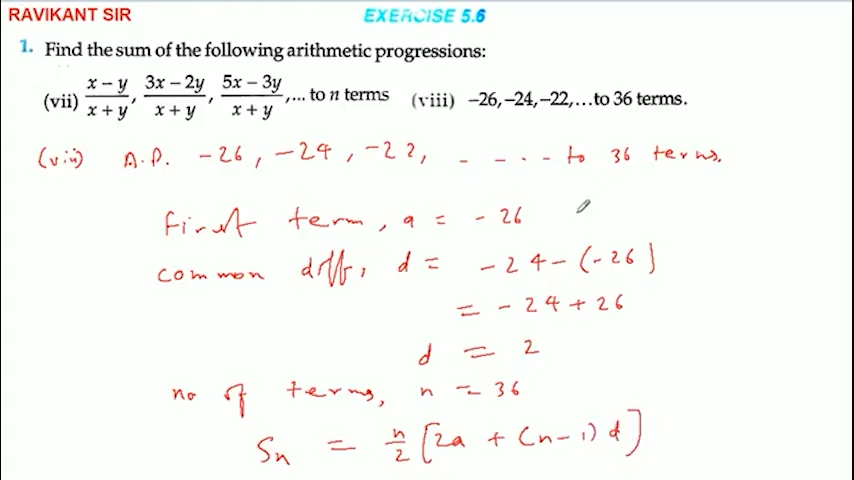 RAVIKANT SIR
EXERCISE 5.6
1. Find the sum of the following arithmetic progressions:
(vii) x − y / x + y, 3x − 2y / x + y, 5x − 3y / x + y, ... to n terms (viii) −26, −24, −22, ... to 36 terms.
(viii) A.P. −26, −24, −22, - - - - to 36 terms.
First term, a = −26
common diff, d = −24 − (−26)
= −24 + 26
d = 2
no of terms, n = 36
Sn = n/2 [2a + (n−1) d]